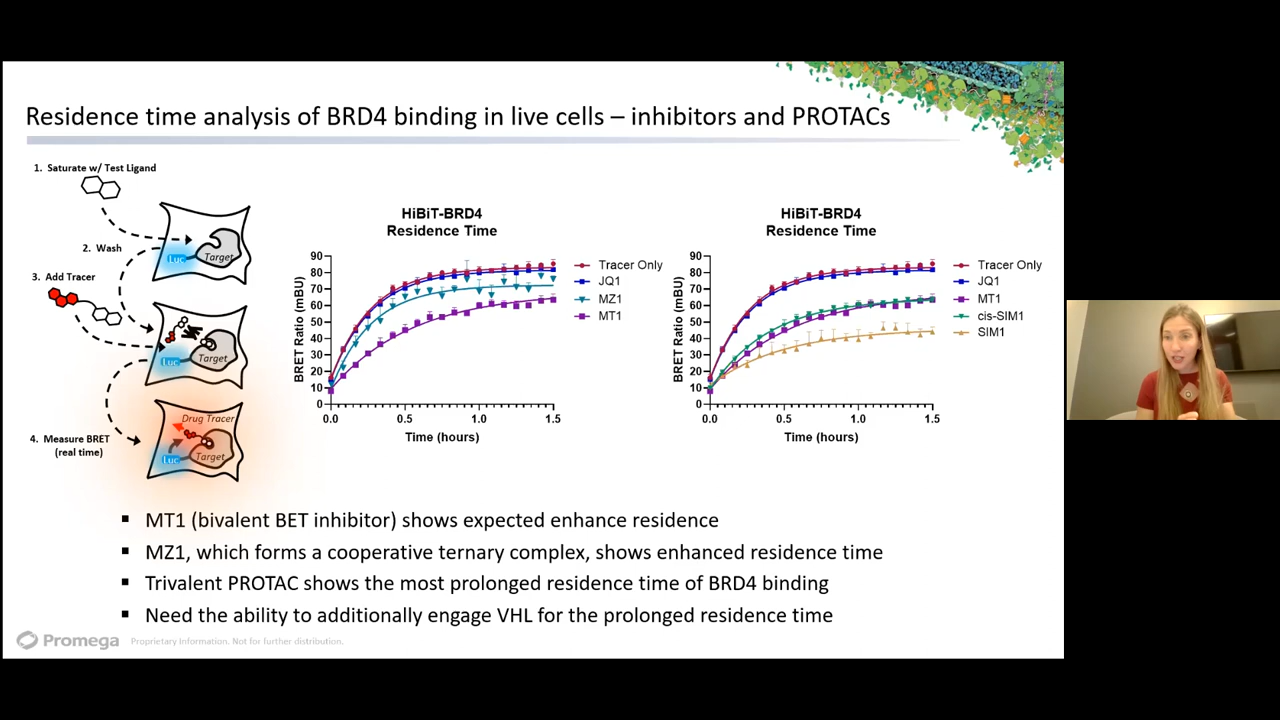 Residence time analysis of BRD4 binding in live cells – inhibitors and PROTACs
1. Saturate w/ Test Ligand
Luc
Target
2. Wash
3. Add Tracer
Luc
Target
Drug Tracer
4. Measure BRET
(real time)
Luc
Target
HiBiT-BRD4
Residence Time
BRET Ratio (mBU)
90
80
70
60
50
40
30
20
10
0
0.0
0.5
1.0
1.5
Time (hours)
Tracer Only
JQ1
MZ1
MT1
HiBiT-BRD4
Residence Time
BRET Ratio (mBU)
90
80
70
60
50
40
30
20
10
0
0.0
0.5
1.0
1.5
Time (hours)
Tracer Only
JQ1
MT1
cis-SIM1
SIM1
▪ MT1 (bivalent BET inhibitor) shows expected enhance residence
▪ MZ1, which forms a cooperative ternary complex, shows enhanced residence time
▪ Trivalent PROTAC shows the most prolonged residence time of BRD4 binding
▪ Need the ability to additionally engage VHL for the prolonged residence time
Promega
Proprietary Information. Not for further distribution.